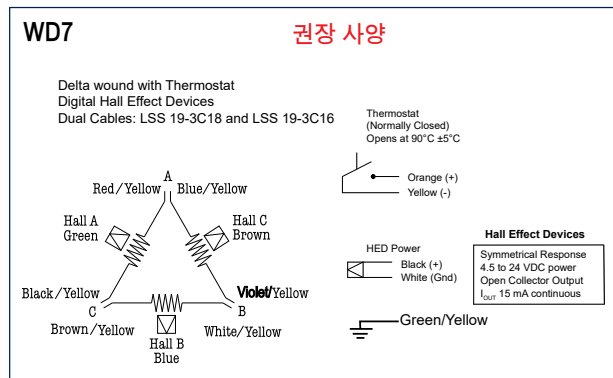 WD7
권장 사양
Delta wound with Thermostat
Digital Hall Effect Devices
Dual Cables: LSS 19-3C18 and LSS 19-3C16
Thermostat
(Normally Closed)
Opens at 90°C ±5°C
Orange (+)
Yellow (-)
A
Red/Yellow
Blue/Yellow
Hall A
Green
Hall C
Brown
Black/Yellow
Violet/Yellow
C
B
Brown/Yellow
White/Yellow
Hall B
Blue
HED Power
Black (+)
White (Gnd)
Hall Effect Devices
Symmetrical Response
4.5 to 24 VDC power
Open Collector Output
IOUT 15 mA continuous
Green/Yellow